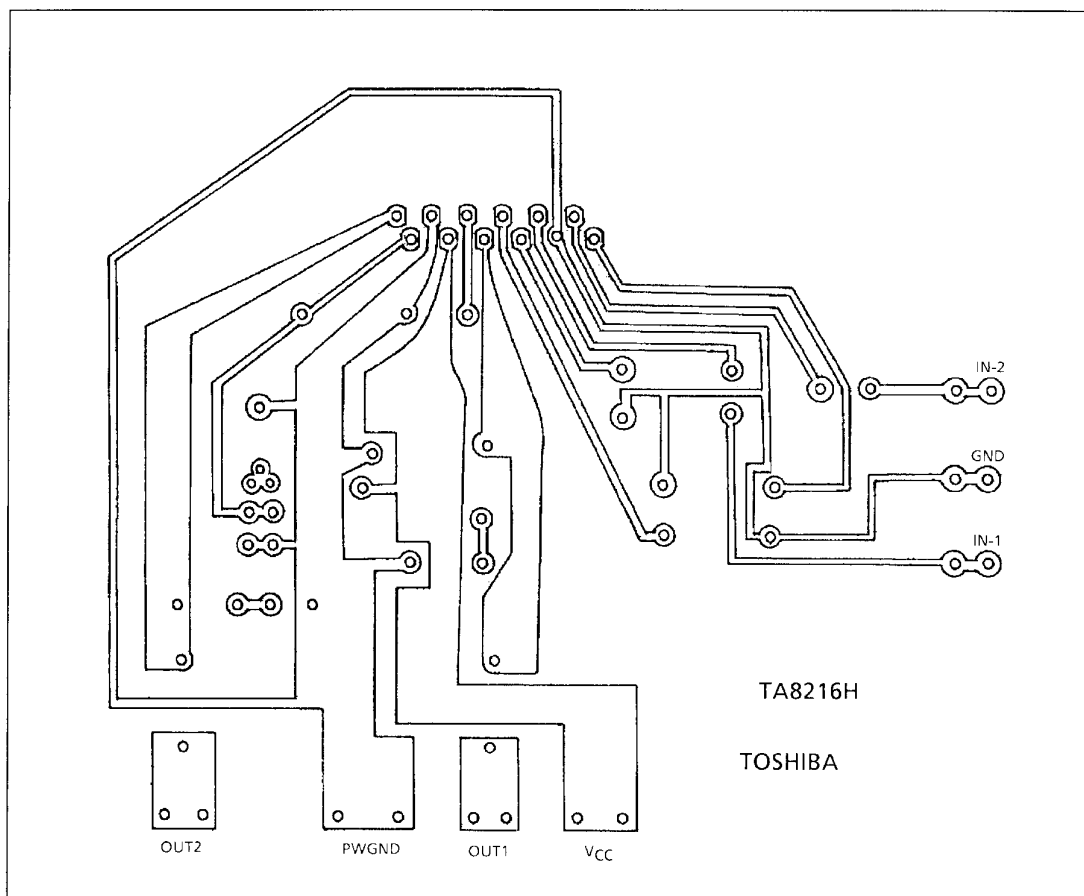 IN-2
GND
IN-1
TA8216H
TOSHIBA
OUT2
PWGND
OUT1
VCC